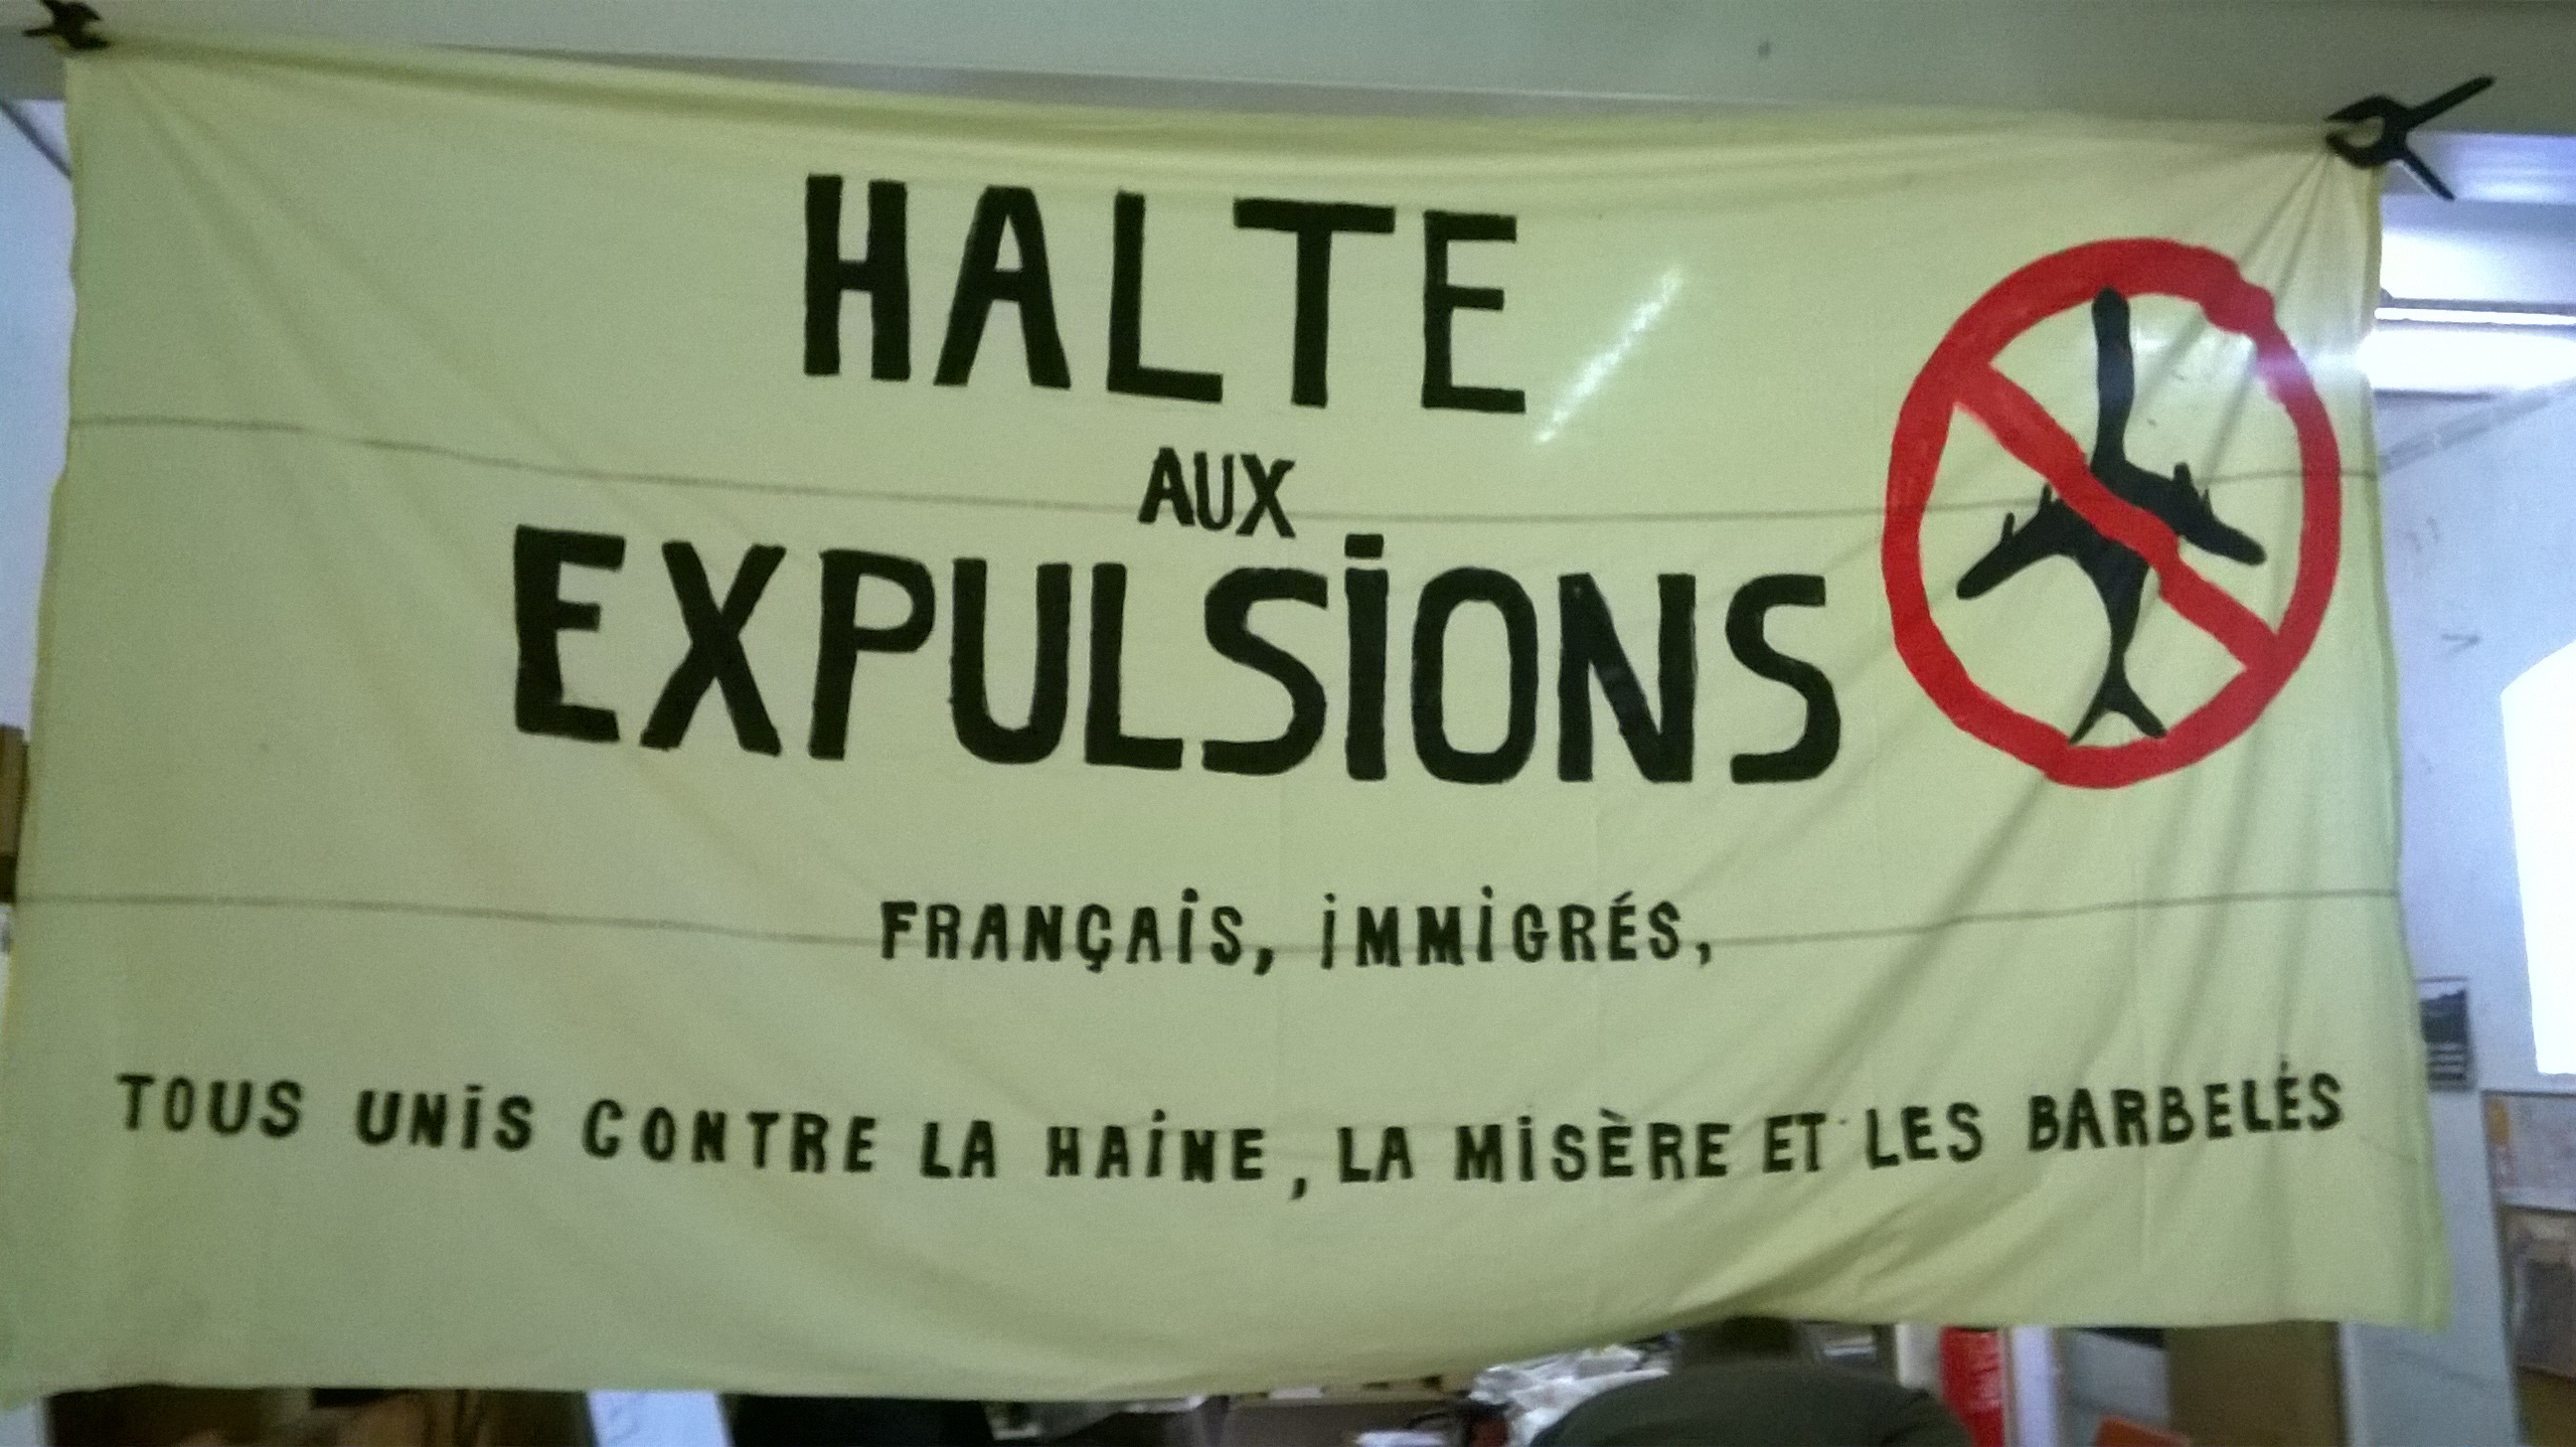 HALTE
AUX
EXPULSIONS
FRANÇAIS, IMMIGRÉS,
TOUS UNIS CONTRE LA HAINE, LA MISÈRE ET LES BARBELÉS